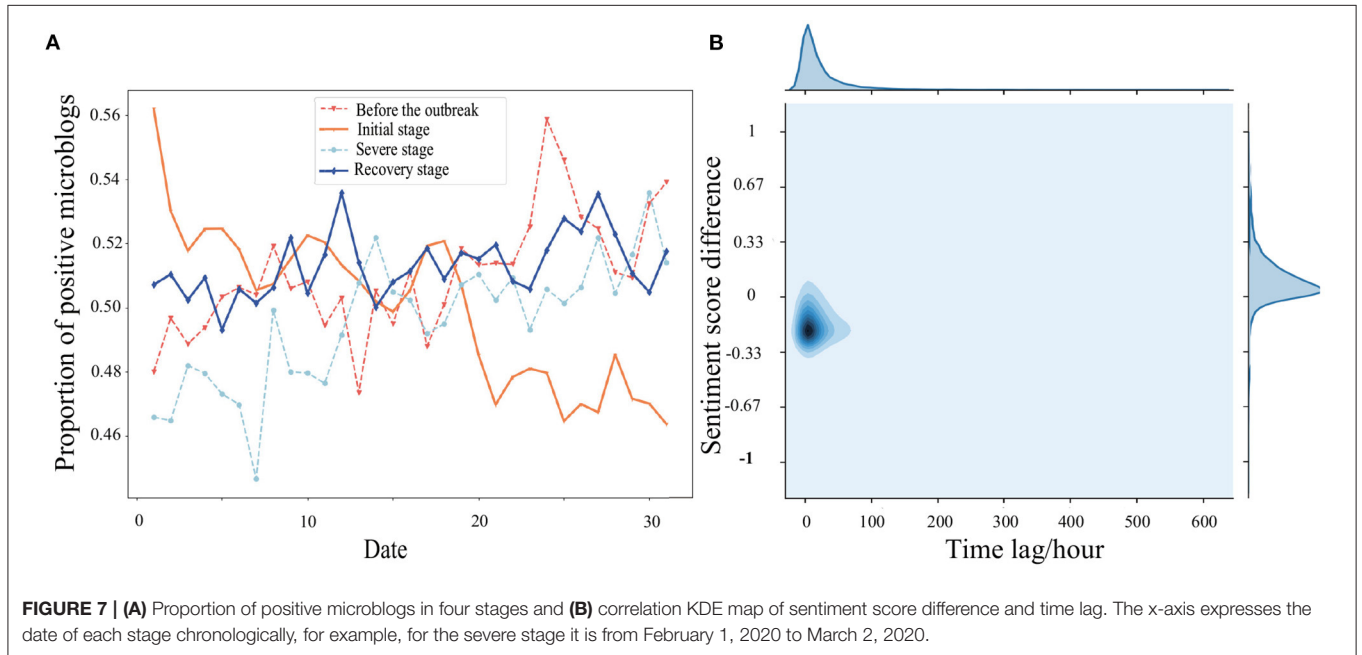 A
Proportion of positive microblogs
0.56
0.54
0.52
0.50
0.48
0.46
Before the outbreak
Initial stage
Severe stage
Recovery stage
0 10 20 30
Date
B
Sentiment score difference
1
0.67
0.33
0
-0.33
-0.67
-1
0 100 200 300 400 500 600
Time lag/hour
FIGURE 7 | (A) Proportion of positive microblogs in four stages and (B) correlation KDE map of sentiment score difference and time lag. The x-axis expresses the
date of each stage chronologically, for example, for the severe stage it is from February 1, 2020 to March 2, 2020.